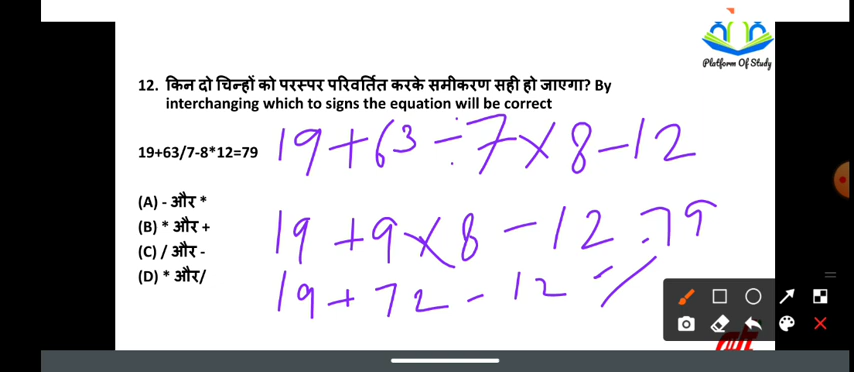 Platform Of Study
12. किन दो चिन्हों को परस्पर परिवर्तित करके समीकरण सही हो जाएगा? By
interchanging which to signs the equation will be correct
19+63/7-8*12=79
19+63÷7×8-12
(A) - और *
(B) * और +
(C) / और -
(D) * और/
19+9×8-12=79
19+72-12